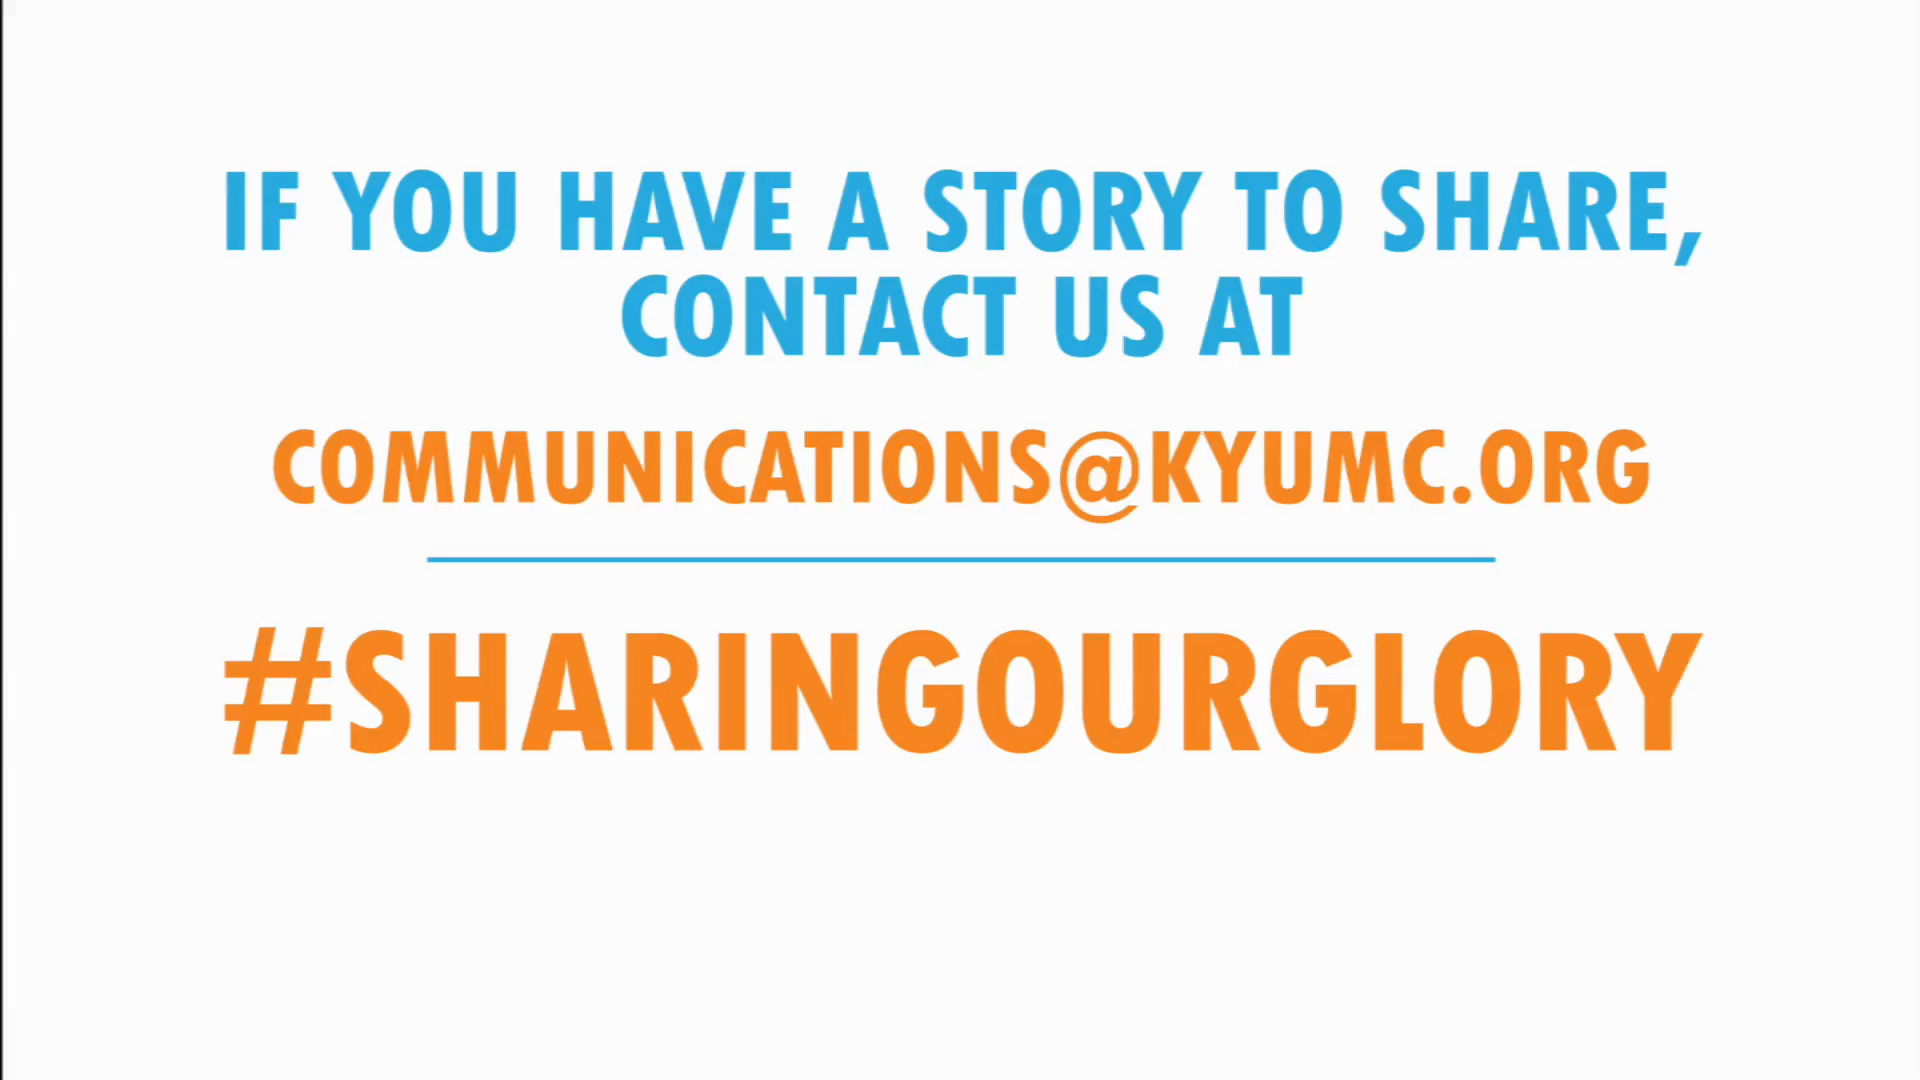 IF YOU HAVE A STORY TO SHARE,
CONTACT US AT
COMMUNICATIONS@KYUMC.ORG
#SHARINGOURGLORY